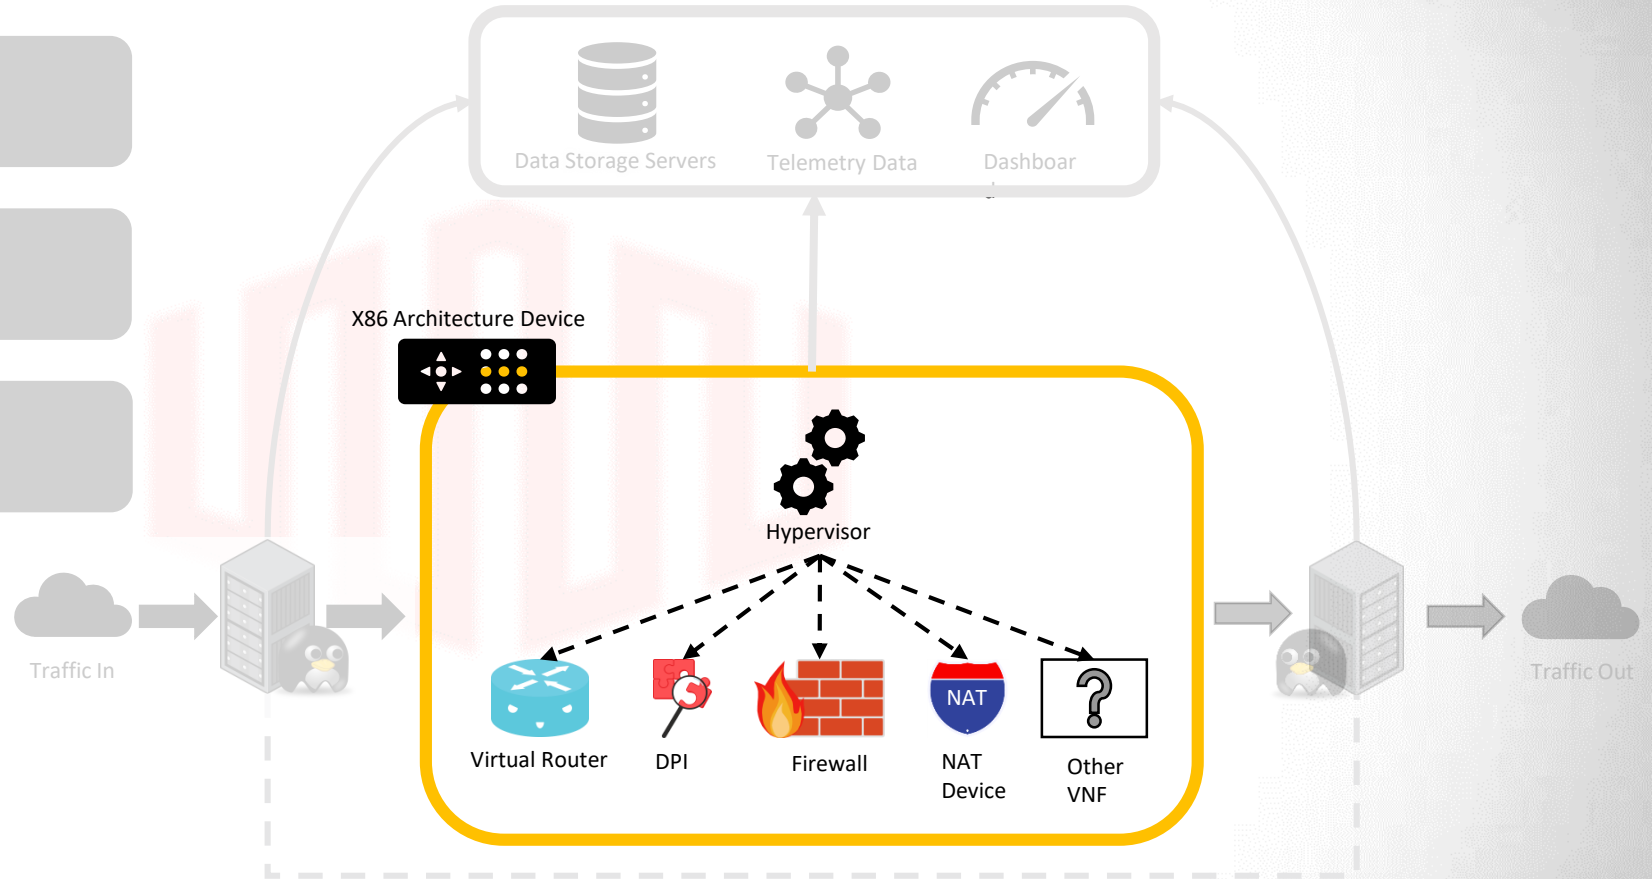 Data Storage Servers
Telemetry Data
Dashboar
d
X86 Architecture Device
Hypervisor
Traffic In
Traffic Out
NAT
Virtual Router
DPI
Firewall
NAT
Device
Other
VNF
?